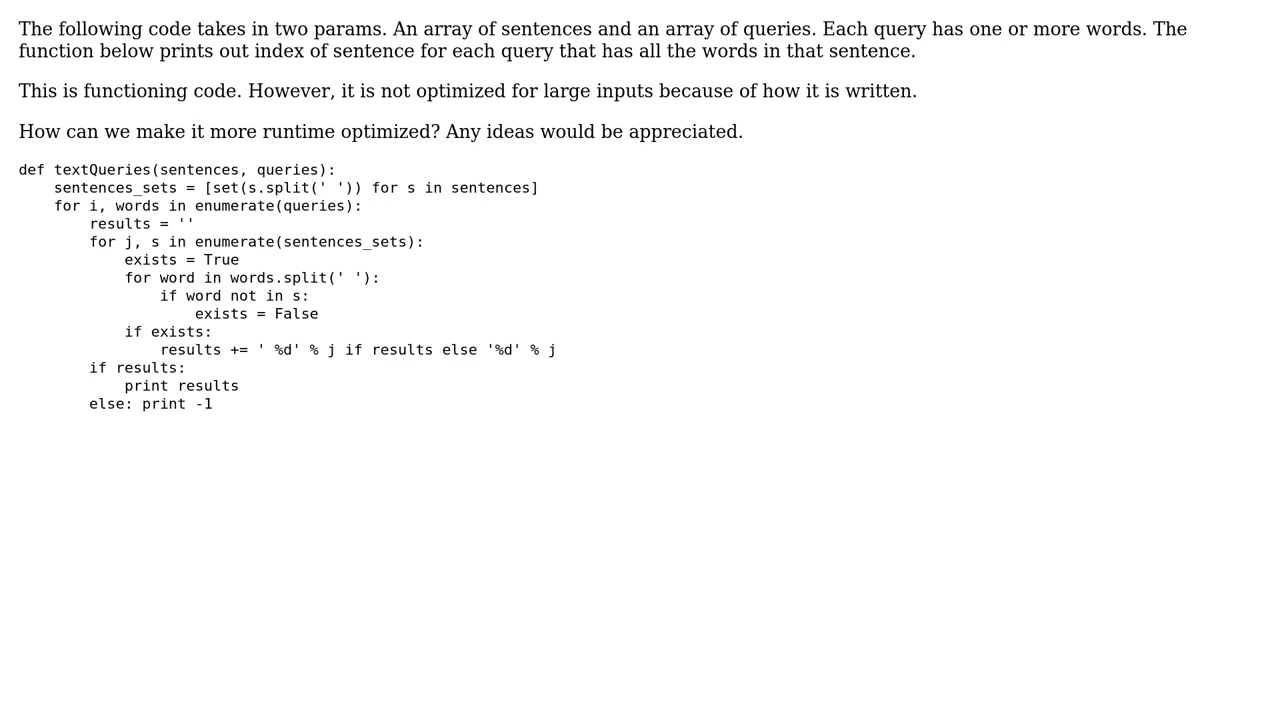 The following code takes in two params. An array of sentences and an array of queries. Each query has one or more words. The
function below prints out index of sentence for each query that has all the words in that sentence.
This is functioning code. However, it is not optimized for large inputs because of how it is written.
How can we make it more runtime optimized? Any ideas would be appreciated.
def textQueries(sentences, queries):
    sentences_sets = [set(s.split(' ')) for s in sentences]
    for i, words in enumerate(queries):
        results = ''
        for j, s in enumerate(sentences_sets):
            exists = True
            for word in words.split(' '):
                if word not in s:
                    exists = False
            if exists:
                results += ' %d' % j if results else '%d' % j
        if results:
            print results
        else: print -1